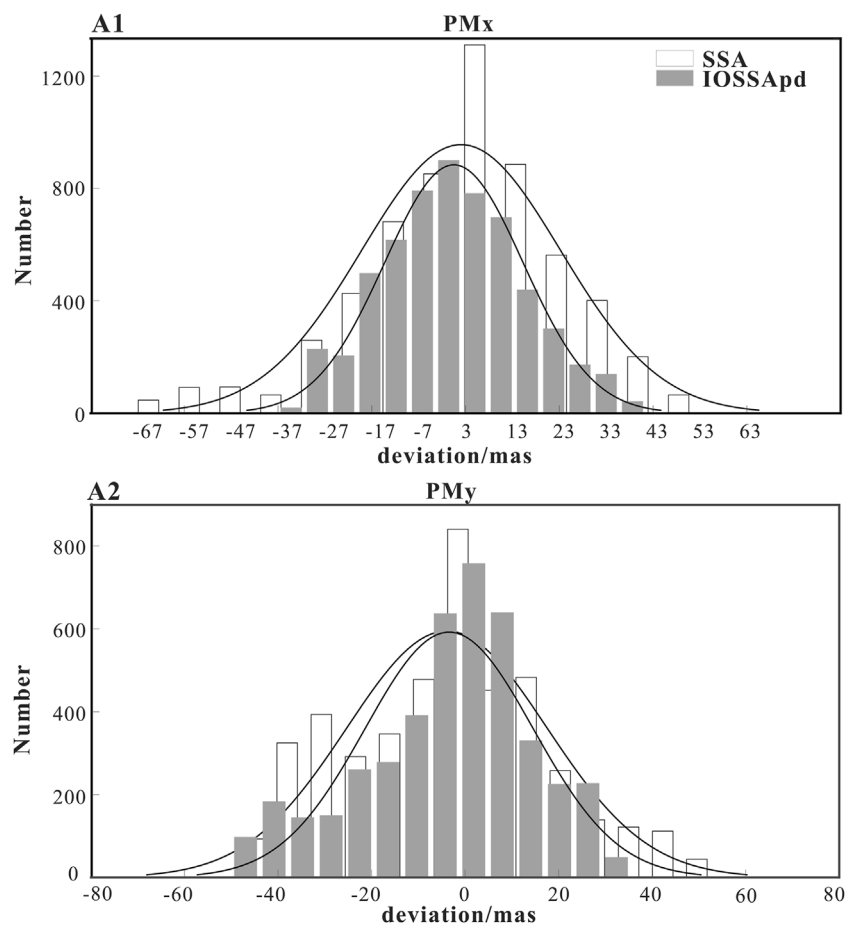 A1 PMx
SSA
IOSSApd
1200
800
400
0
Number
-67 -57 -47 -37 -27 -17 -7 3 13 23 33 43 53 63
deviation/mas
A2 PMy
800
600
400
200
0
Number
-80 -60 -40 -20 0 20 40 60 80
deviation/mas